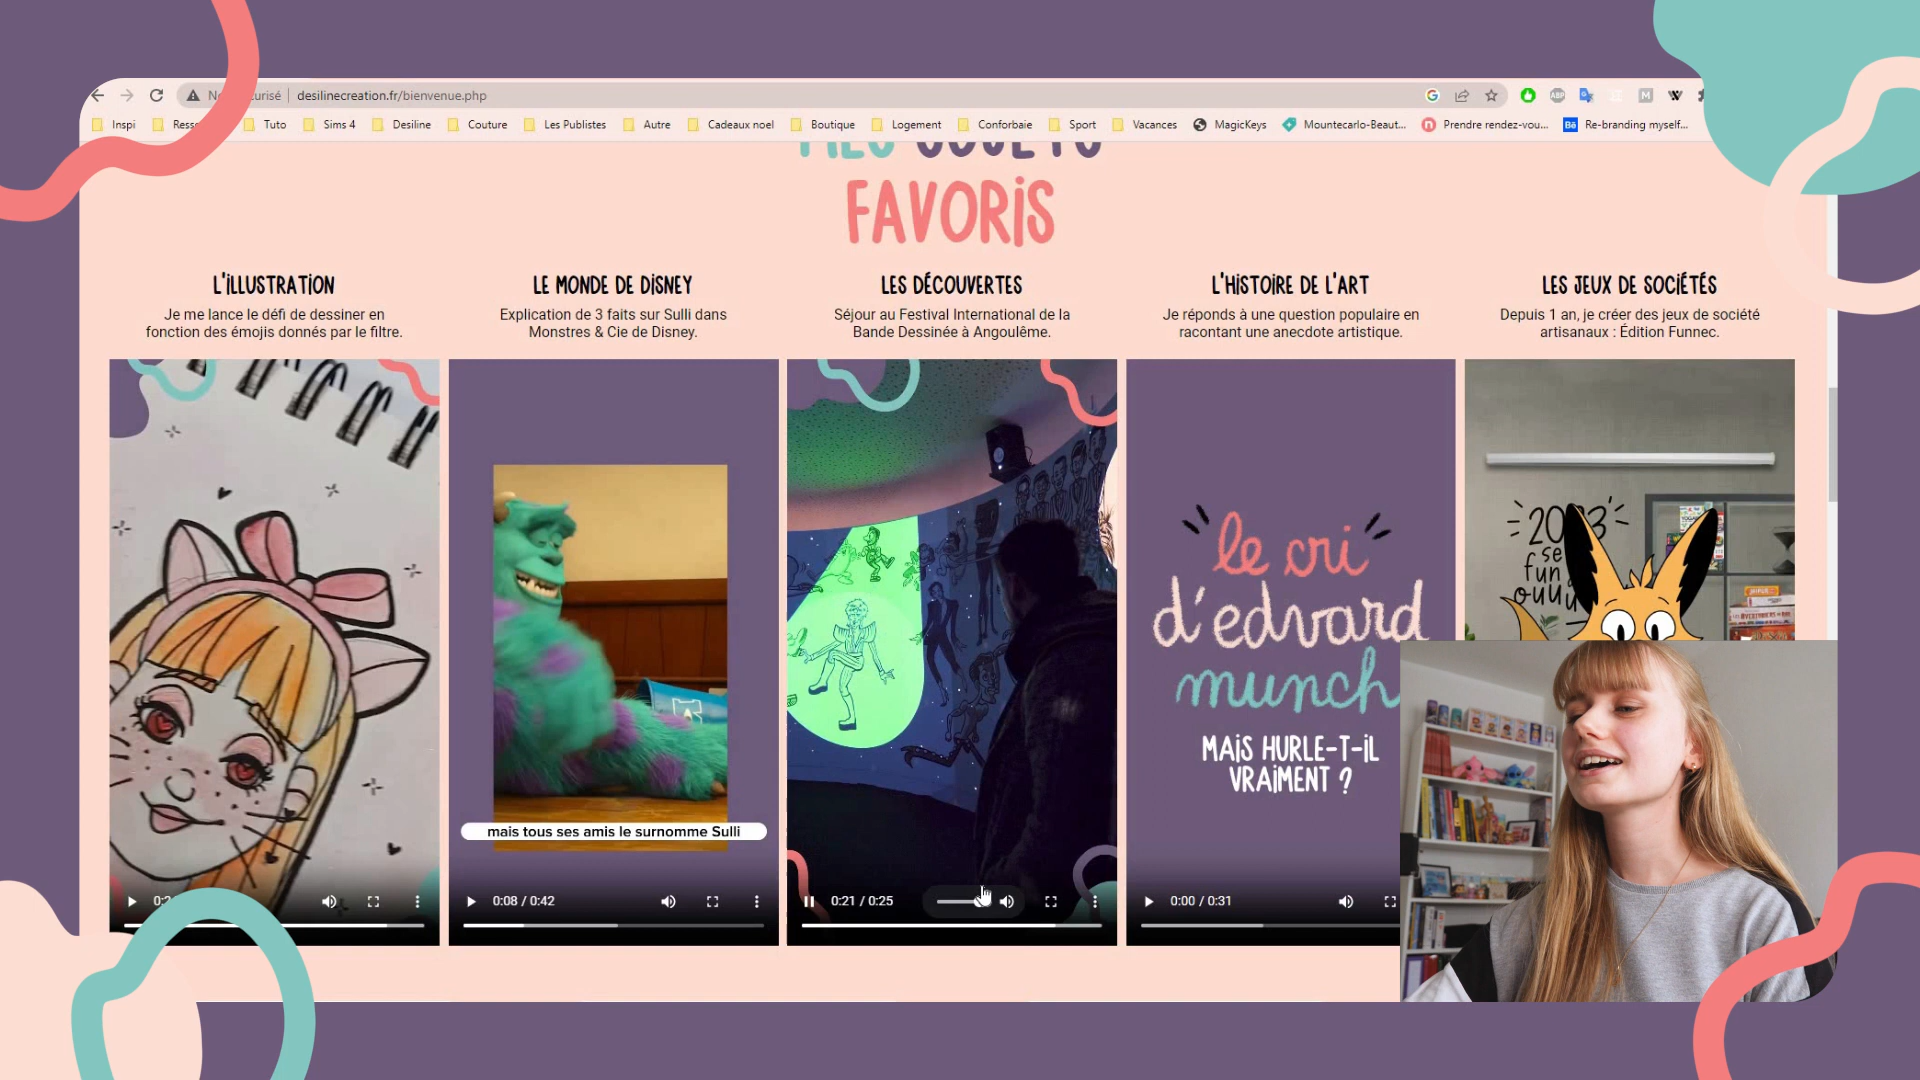 desilinecreation.fr/bienvenue.php
Inspi
Tuto
Sims 4
Desiline
Couture
Les Publistes
Autre
Cadeaux noel
Boutique
Logement
Conforbaie
Sport
Vacances
MagicKeys
Mountecarlo-Beaut...
Prendre rendez-vou...
Bē
Re-branding myself...
FAVORIS
L'ILLUSTRATION
Je me lance le défi de dessiner en
fonction des émojis donnés par le filtre.
LE MONDE DE DISNEY
Explication de 3 faits sur Sulli dans
Monstres & Cie de Disney.
LES DÉCOUVERTES
Séjour au Festival International de la
Bande Dessinée à Angoulême.
L'HISTOIRE DE L'ART
Je réponds à une question populaire en
racontant une anecdote artistique.
LES JEUX DE SOCIÉTÉS
Depuis 1 an, je créer des jeux de société
artisanaux : Édition Funnec.
mais tous ses amis le surnomme Sulli
0:08 / 0:42
0:21 / 0:25
le cri
d'edvard
munch
MAIS HURLE-T-IL
VRAIMENT ?
0:00 / 0:31